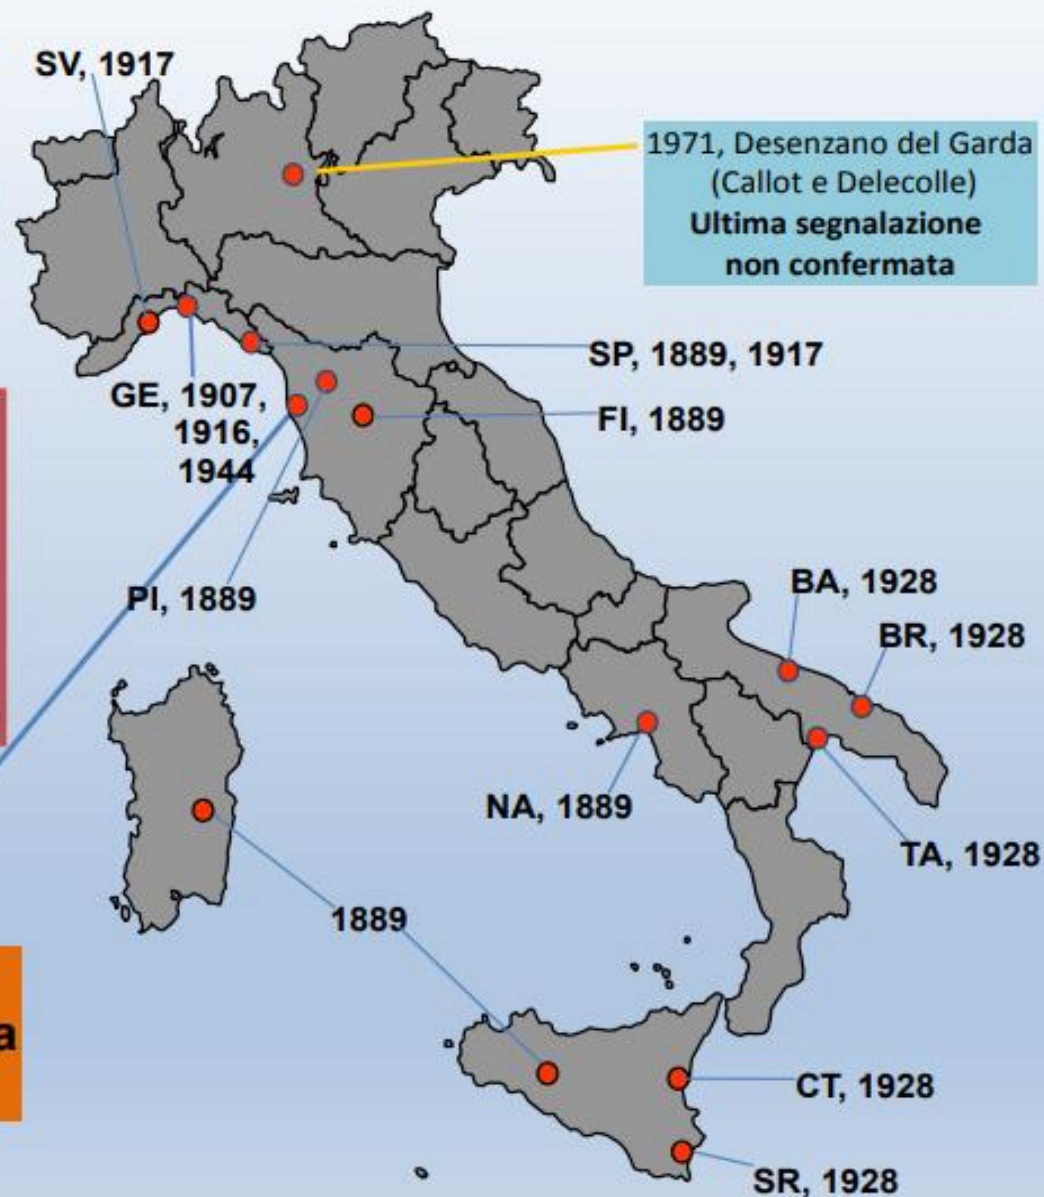 SV, 1917
1971, Desenzano del Garda
(Callot e Delecolle)
Ultima segnalazione
non confermata
SP, 1889, 1917
GE, 1907,
1916,
1944
FI, 1889
PI, 1889
BA, 1928
BR, 1928
NA, 1889
TA, 1928
1889
a
CT, 1928
SR, 1928